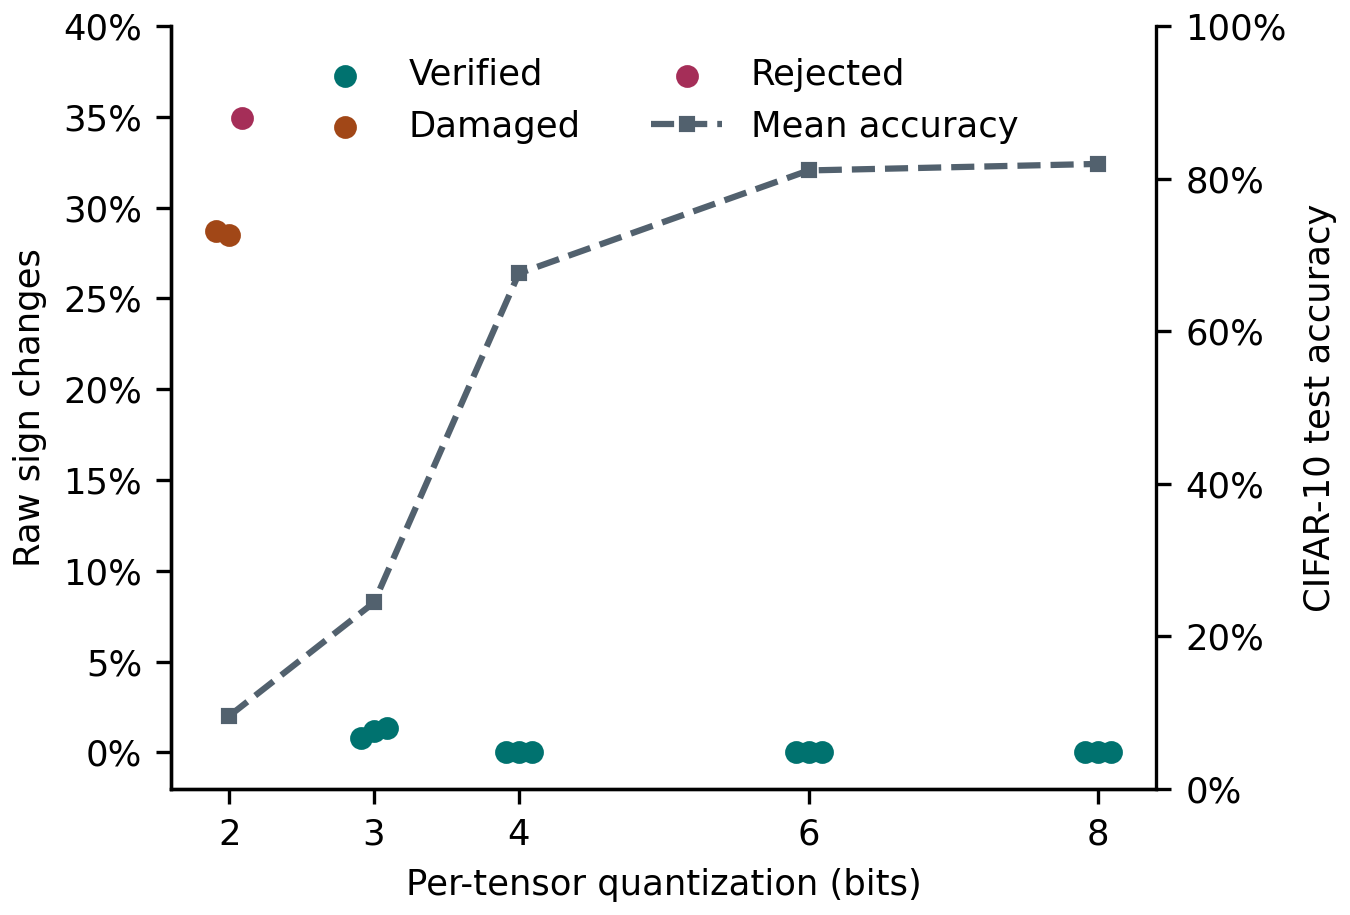 40%
35%
30%
25%
20%
15%
10%
5%
0%
Raw sign changes
Verified
Damaged
Rejected
Mean accuracy
100%
80%
60%
40%
20%
0%
CIFAR-10 test accuracy
2 3 4 6 8
Per-tensor quantization (bits)